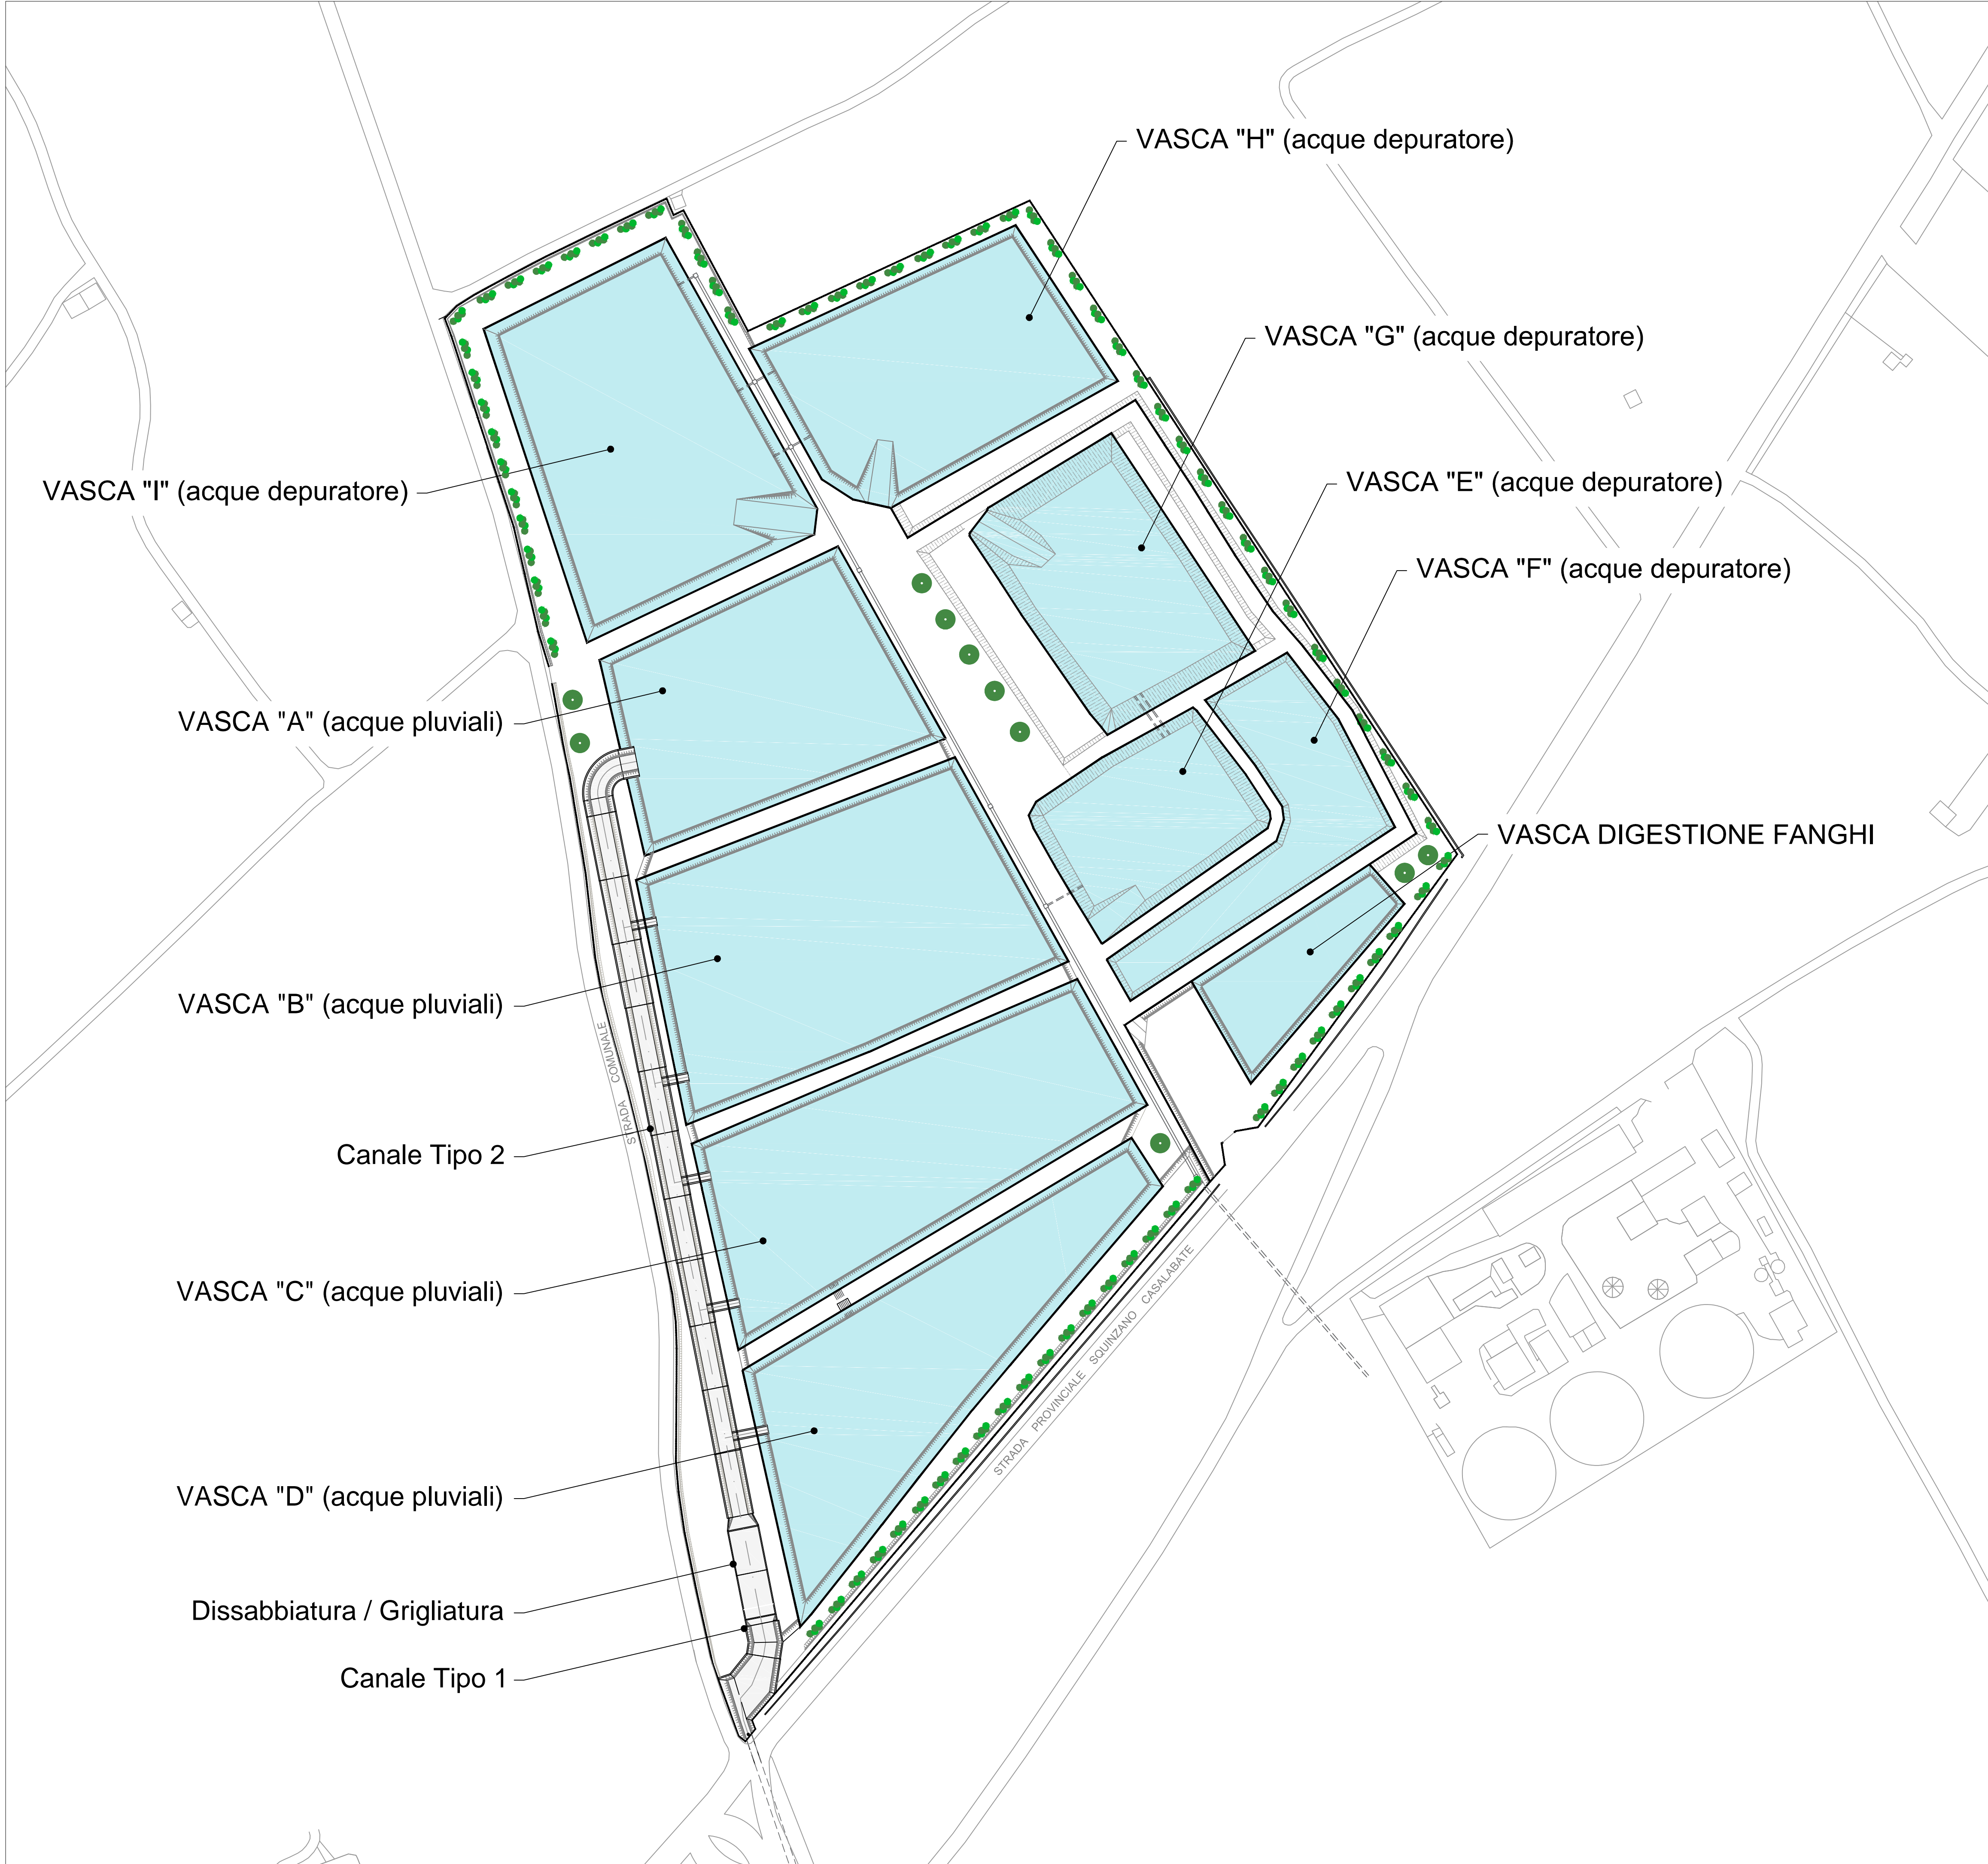 VASCA "H" (acque depuratore)
VASCA "G" (acque depuratore)
VASCA "E" (acque depuratore)
VASCA "I" (acque depuratore)
VASCA "F" (acque depuratore)
VASCA "A" (acque pluviali)
VASCA DIGESTIONE FANGHI
VASCA "B" (acque pluviali)
STRADA COMUNALE
Canale Tipo 2
VASCA "C" (acque pluviali)
STRADA PROVINCIALE SQUINZANO CASALABATE
VASCA "D" (acque pluviali)
Dissabbiatura / Grigliatura
Canale Tipo 1